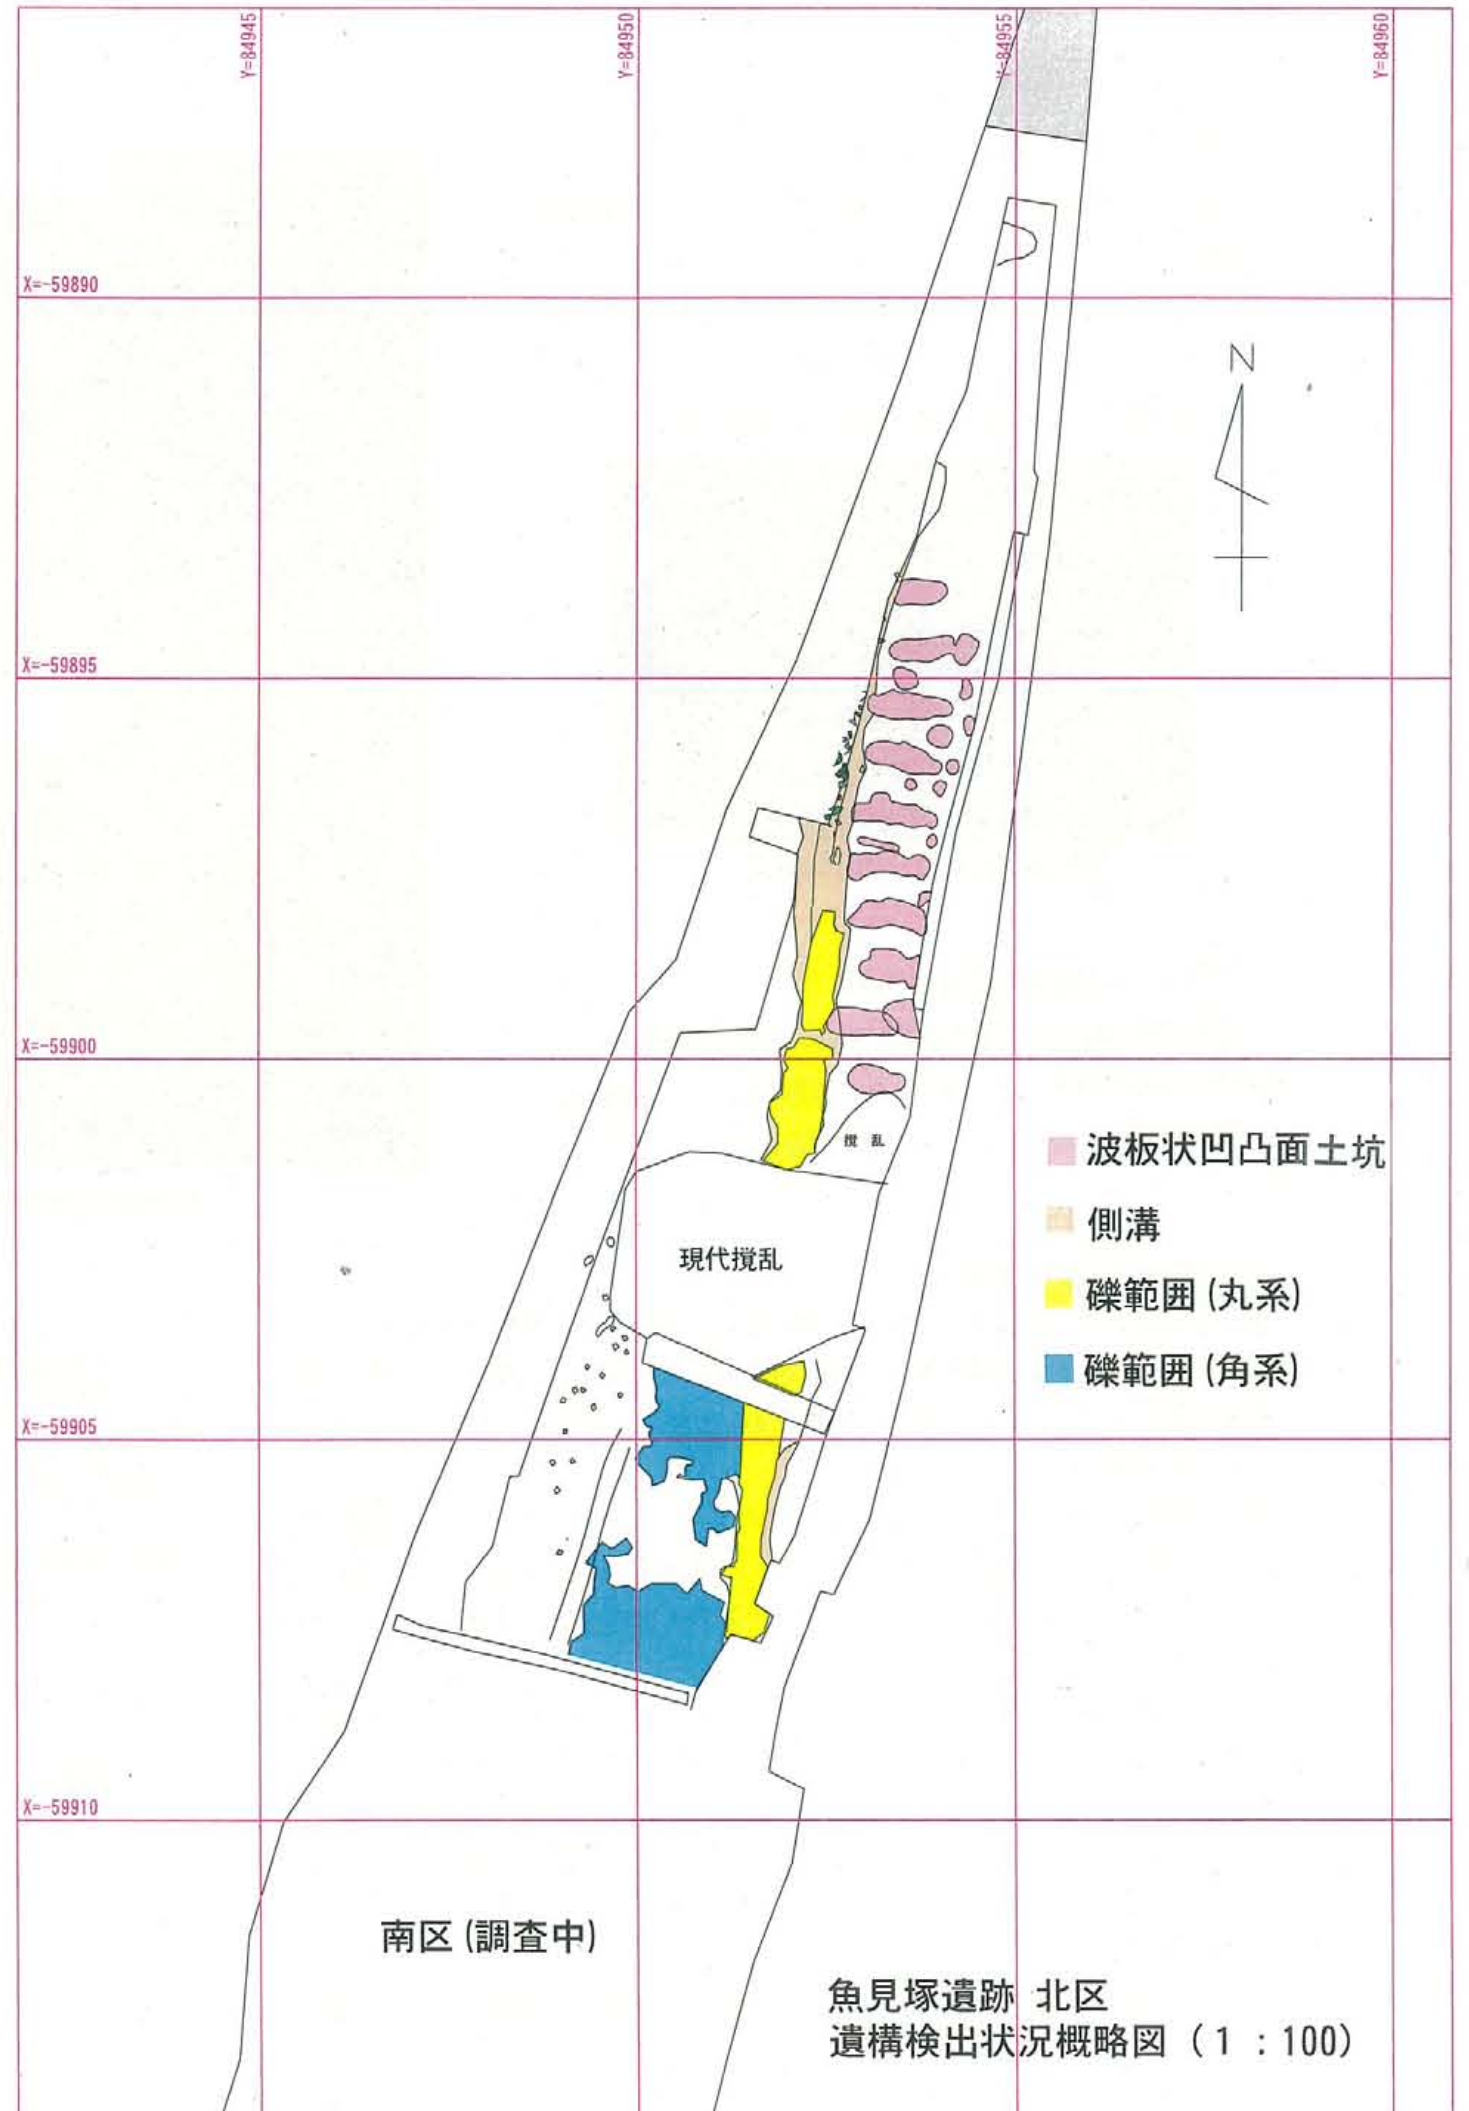 Y=84945
Y=84950
Y=84955
Y=84960
X=-59890
N
X=-59895
X=-59900
攪乱
波板状凹凸面土坑
側溝
現代攪乱
礫範囲(丸系)
礫範囲(角系)
X=-59905
X=-59910
南区(調査中)
魚見塚遺跡 北区
遺構検出状況概略図(1:100)